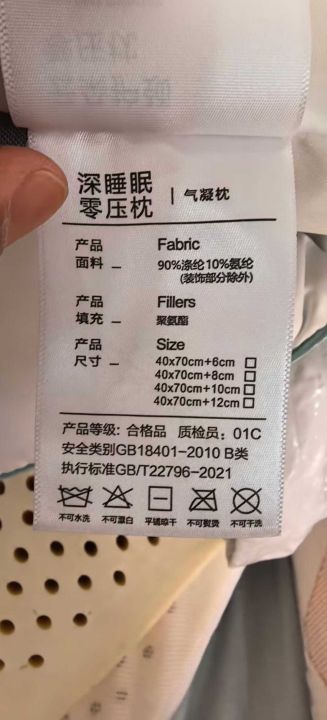 深睡眠
零压枕 | 气凝枕
产品 Fabric
面料 — 90%涤纶10%氨纶
(装饰部分除外)
产品 Fillers
填充 — 聚氨酯
产品 Size
尺寸 — 40x70cm+6cm
40x70cm+8cm
40x70cm+10cm
40x70cm+12cm
产品等级: 合格品 质检员: 01C
安全类别GB18401-2010 B类
执行标准GB/T22796-2021
不可水洗 不可漂白 平铺晾干 不可熨烫 不可干洗